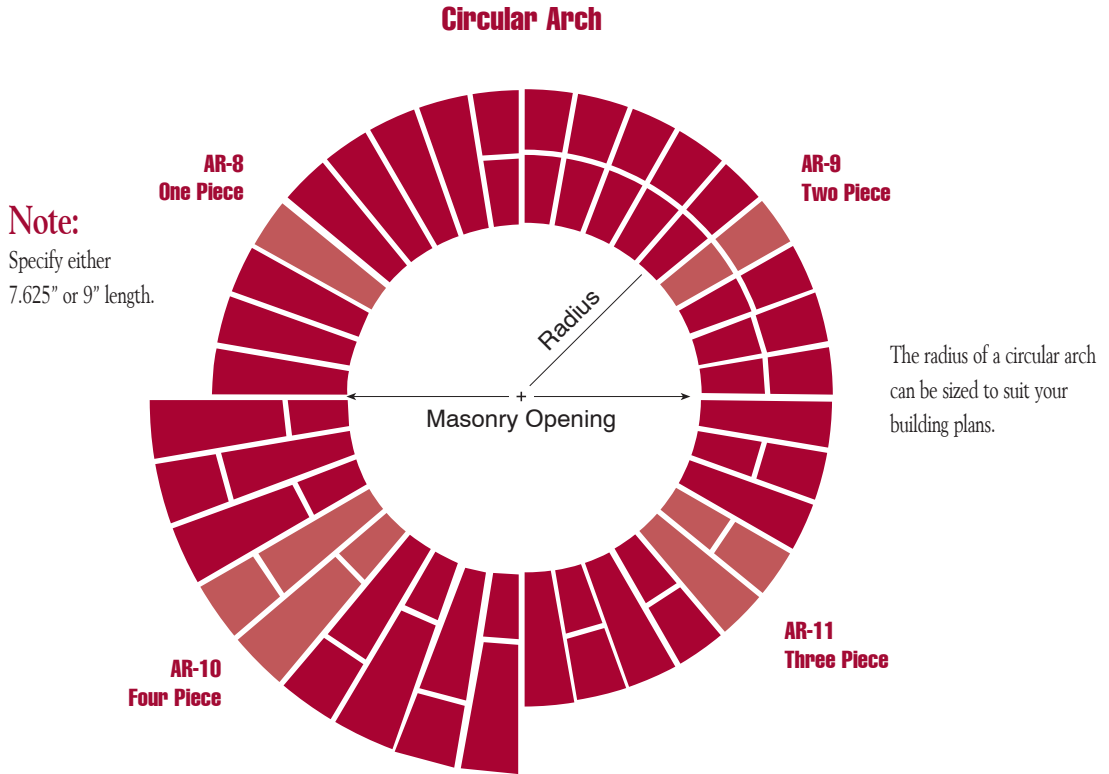 Circular Arch
AR-8
One Piece
AR-9
Two Piece
Note:
Specify either
7.625” or 9” length.
Radius
+
Masonry Opening
The radius of a circular arch
can be sized to suit your
building plans.
AR-10
Four Piece
AR-11
Three Piece